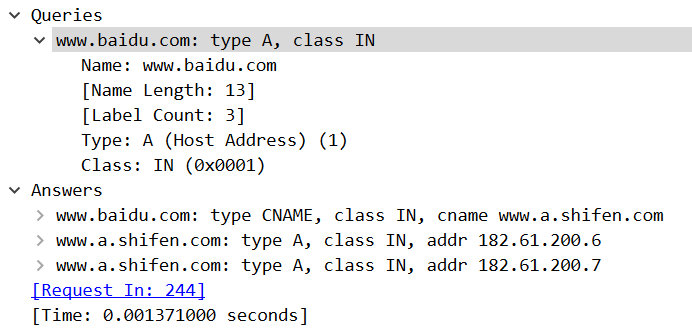 Queries
www.baidu.com: type A, class IN
Name: www.baidu.com
[Name Length: 13]
[Label Count: 3]
Type: A (Host Address) (1)
Class: IN (0x0001)
Answers
www.baidu.com: type CNAME, class IN, cname www.a.shifen.com
www.a.shifen.com: type A, class IN, addr 182.61.200.6
www.a.shifen.com: type A, class IN, addr 182.61.200.7
[Request In: 244]
[Time: 0.001371000 seconds]